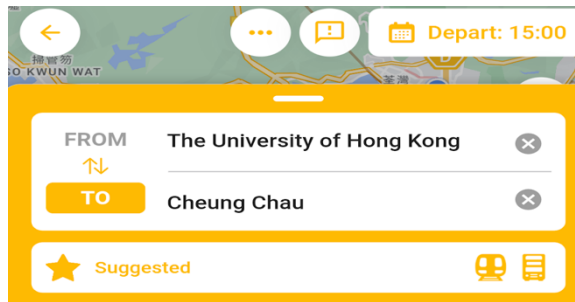 Depart: 15:00
掃管笏
SO KWUN WAT
荃灣
FROM
The University of Hong Kong
TO
Cheung Chau
Suggested